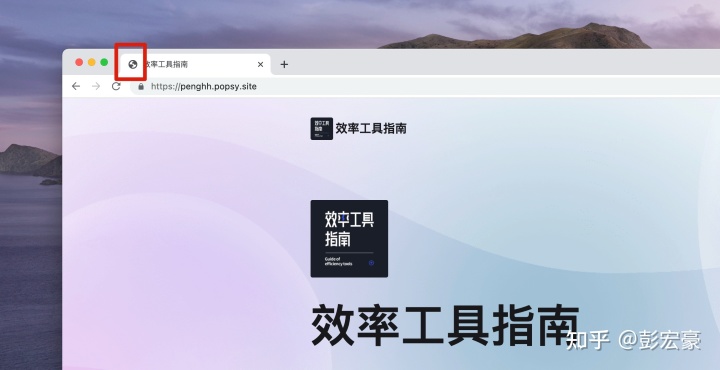 效率工具指南
https://penghh.popsy.site
效率工具指南
效率工具
指南
Guide of
efficiency tools
效率工具指南
知乎 @彭宏豪